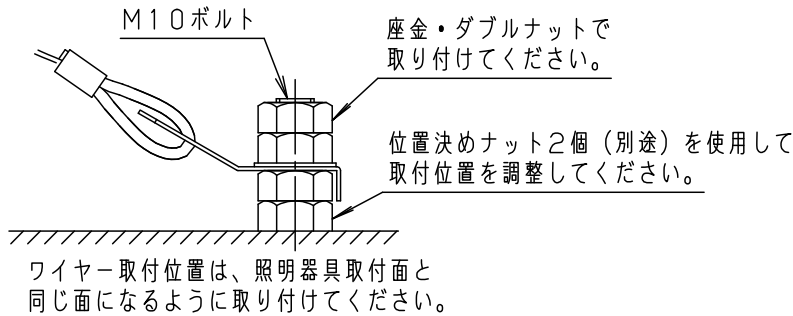 M10ボルト
座金・ダブルナットで
取り付けてください。
位置決めナット2個（別途）を使用して
取付位置を調整してください。
ワイヤー取付位置は、照明器具取付面と
同じ面になるように取り付けてください。